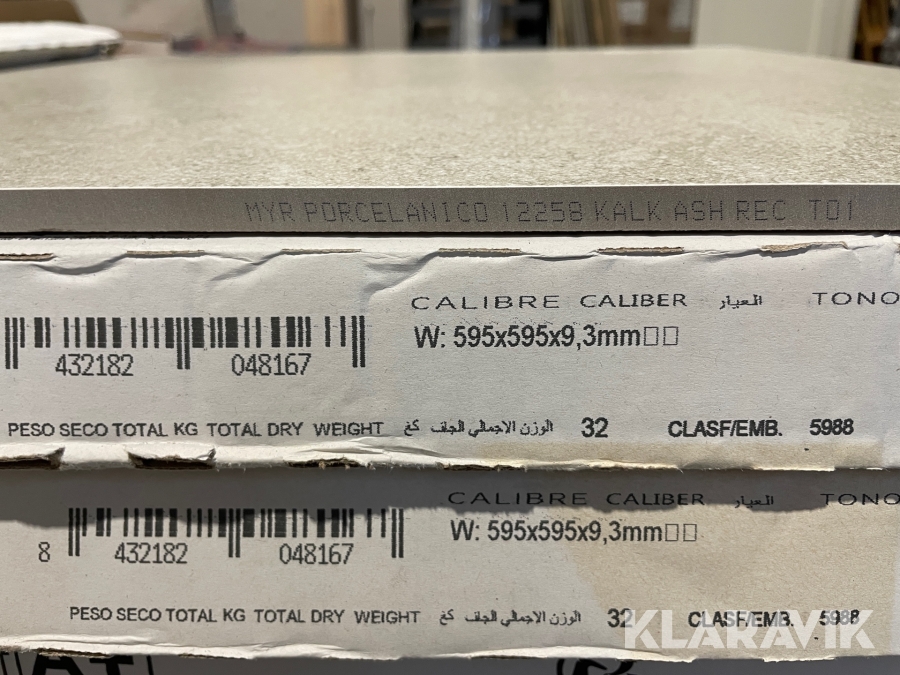 MYR PORCELANICO 12258 KALK ASH REC T01
CALIBRE CALIBER العيار TONO
W: 595x595x9,3mm□□
432182 048167
PESO SECO TOTAL KG TOTAL DRY WEIGHT الوزن الاجمالي الجاف كغ 32 CLASF/EMB. 5988
CALIBRE CALIBER العيار TONO
W: 595x595x9,3mm□□
8 432182 048167
PESO SECO TOTAL KG TOTAL DRY WEIGHT الوزن الاجمالي الجاف كغ 32 CLASF/EMB. 5988
KLARAVIK